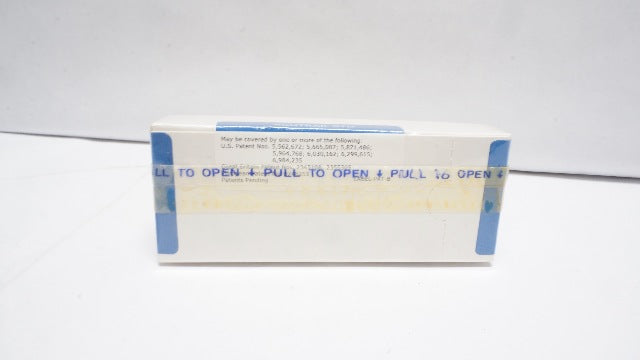 May be covered by one or more of the following:
U.S. Patent Nos. 5,562,672; 5,665,087; 5,871,486;
5,964,768; 6,030,162; 6,299,615;
6,984,235
LL TO OPEN ↓ PULL TO OPEN ↓ PULL TO OPEN ↓
Patents Pending